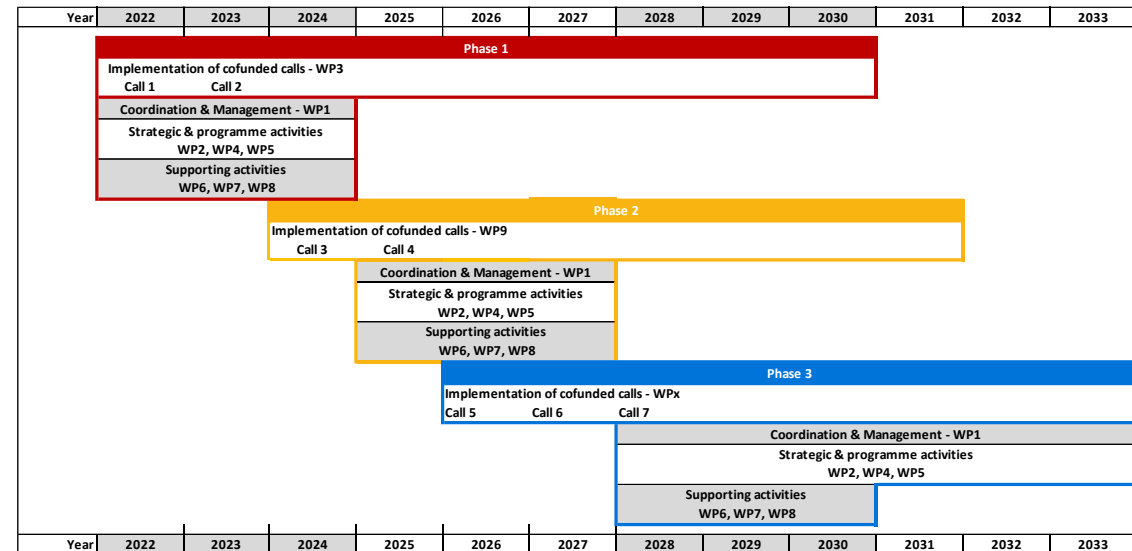 Year 2022 2023 2024 2025 2026 2027 2028 2029 2030 2031 2032 2033
Phase 1
Implementation of cofunded calls - WP3
Call 1 Call 2
Coordination & Management - WP1
Strategic & programme activities
WP2, WP4, WP5
Supporting activities
WP6, WP7, WP8
Phase 2
Implementation of cofunded calls - WP9
Call 3 Call 4
Coordination & Management - WP1
Strategic & programme activities
WP2, WP4, WP5
Supporting activities
WP6, WP7, WP8
Phase 3
Implementation of cofunded calls - WPx
Call 5 Call 6 Call 7
Coordination & Management - WP1
Strategic & programme activities
WP2, WP4, WP5
Supporting activities
WP6, WP7, WP8
Year 2022 2023 2024 2025 2026 2027 2028 2029 2030 2031 2032 2033